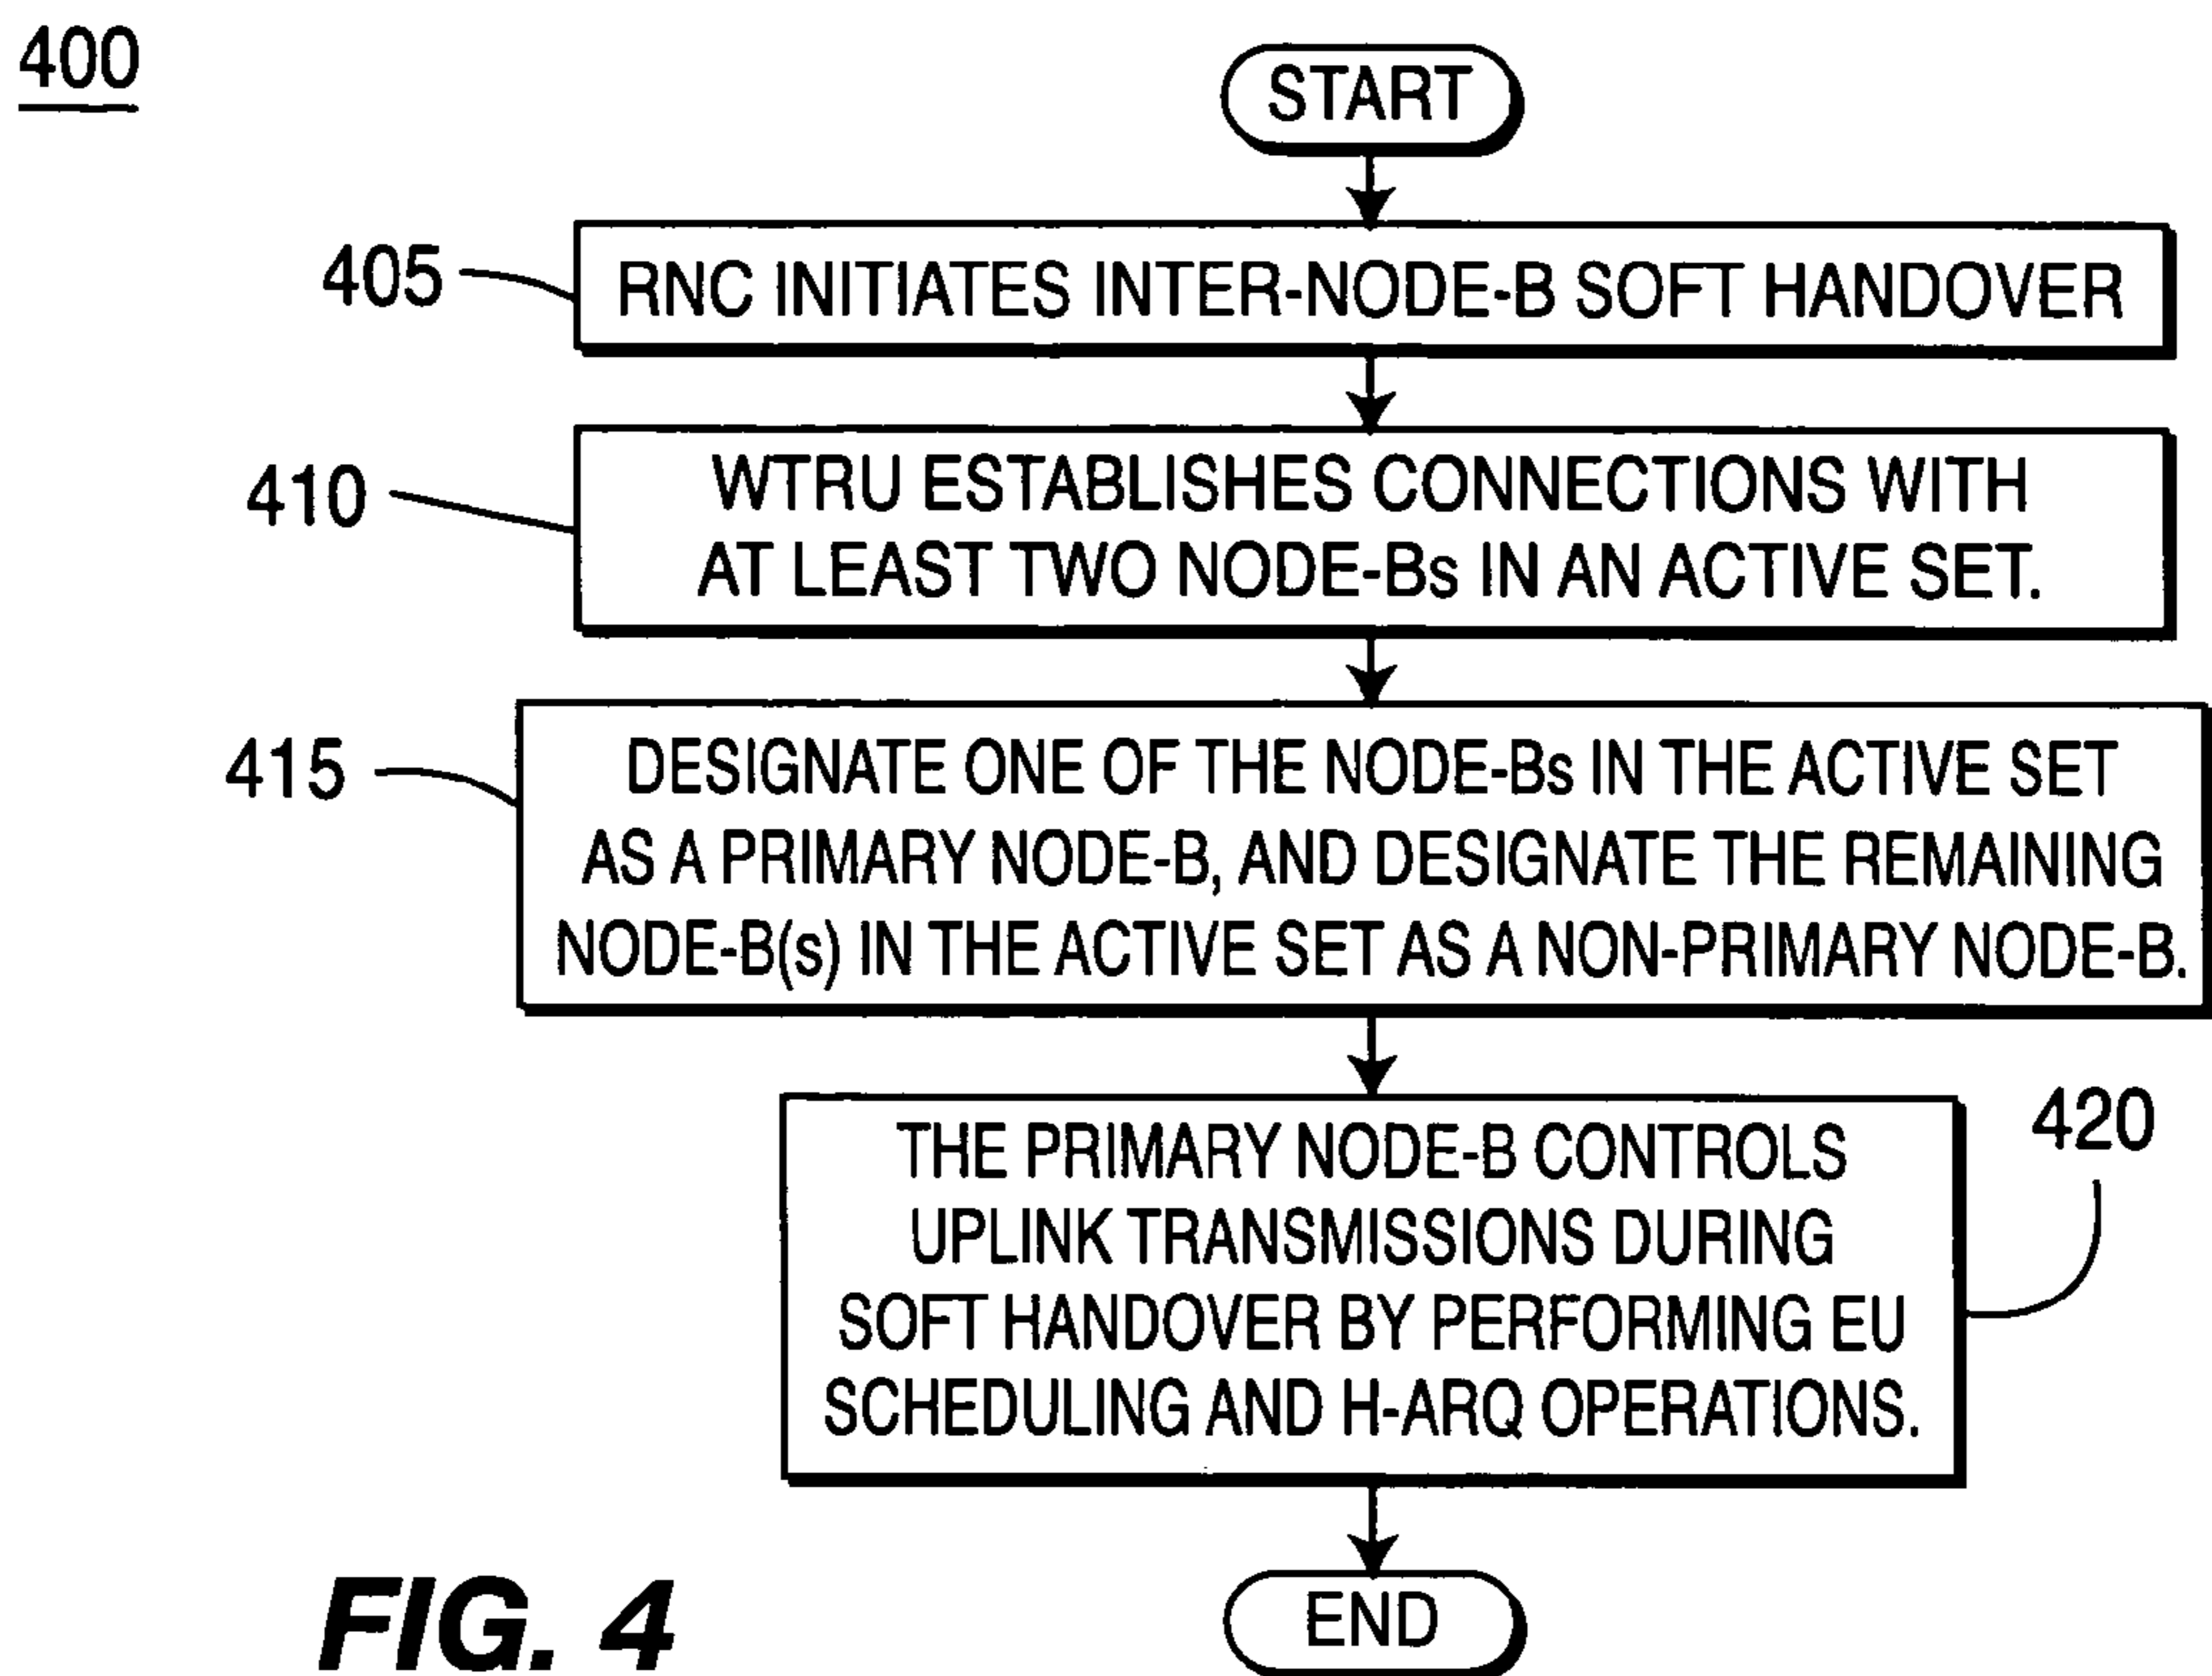 400
START
405
RNC INITIATES INTER-NODE-B SOFT HANDOVER
410
WTRU ESTABLISHES CONNECTIONS WITH
AT LEAST TWO NODE-Bs IN AN ACTIVE SET.
415
DESIGNATE ONE OF THE NODE-Bs IN THE ACTIVE SET
AS A PRIMARY NODE-B, AND DESIGNATE THE REMAINING
NODE-B(s) IN THE ACTIVE SET AS A NON-PRIMARY NODE-B.
420
THE PRIMARY NODE-B CONTROLS
UPLINK TRANSMISSIONS DURING
SOFT HANDOVER BY PERFORMING EU
SCHEDULING AND H-ARQ OPERATIONS.
END
FIG. 4